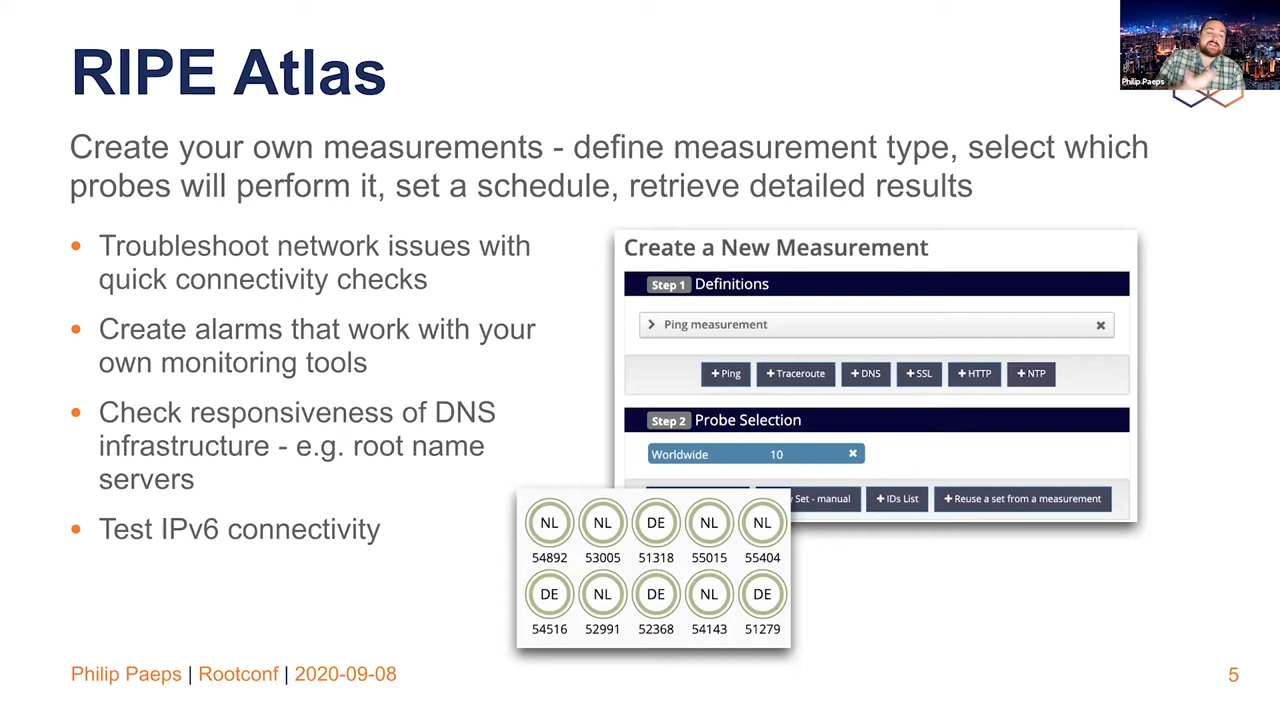 RIPE Atlas
Philip Paeps
Create your own measurements - define measurement type, select which
probes will perform it, set a schedule, retrieve detailed results
• Troubleshoot network issues with
quick connectivity checks
• Create alarms that work with your
own monitoring tools
• Check responsiveness of DNS
infrastructure - e.g. root name
servers
• Test IPv6 connectivity
Create a New Measurement
Step 1 Definitions
Ping measurement
+ Ping + Traceroute + DNS + SSL + HTTP + NTP
Step 2 Probe Selection
Worldwide 10
Set - manual + IDs List + Reuse a set from a measurement
NL NL DE NL NL
54892 53005 51318 55015 55404
DE NL DE NL DE
54516 52991 52368 54143 51279
Philip Paeps | Rootconf | 2020-09-08
5